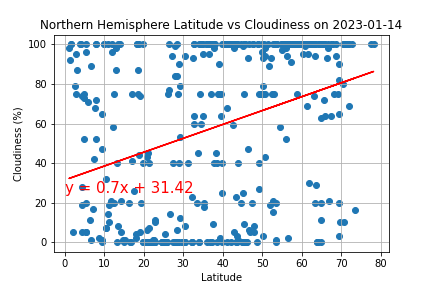 Northern Hemisphere Latitude vs Cloudiness on 2023-01-14
100
80
60
40
20
0
Cloudiness (%)
y = 0.7x + 31.42
0 10 20 30 40 50 60 70 80
Latitude